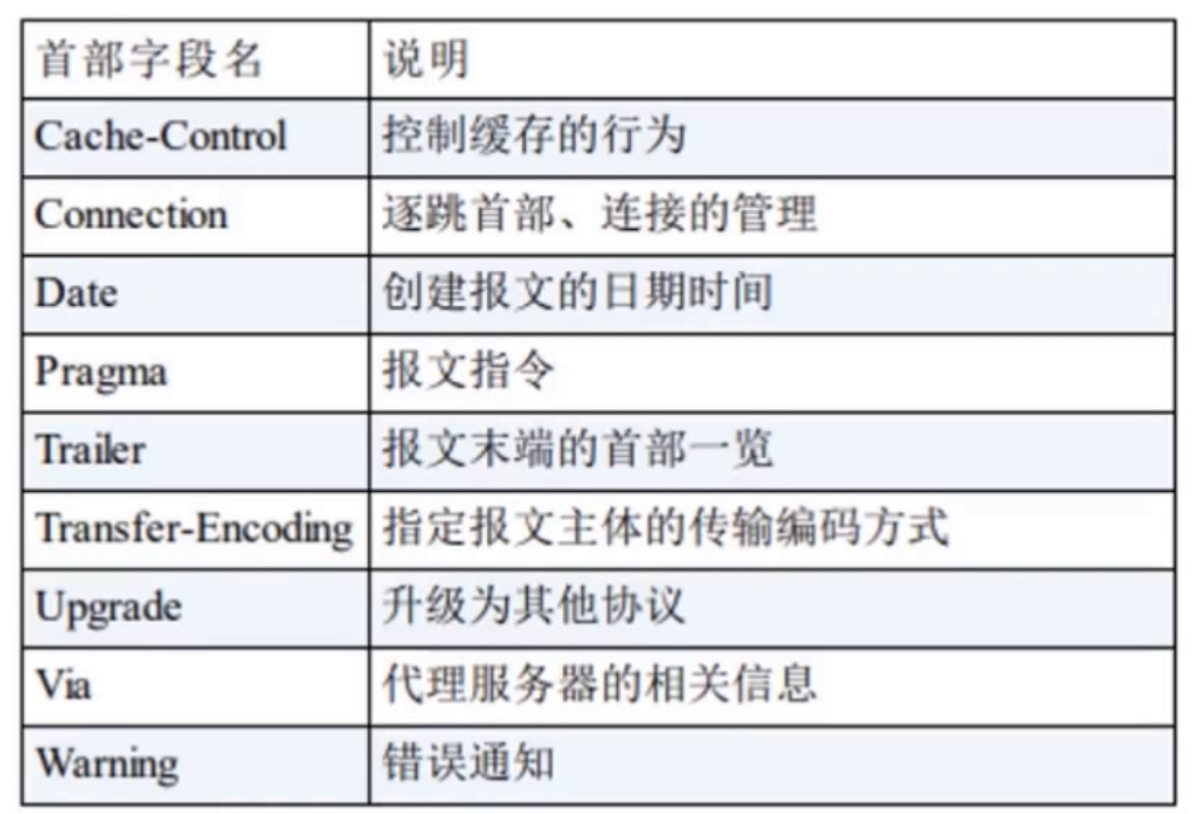 首部字段名 说明
Cache-Control 控制缓存的行为
Connection 逐跳首部、连接的管理
Date 创建报文的日期时间
Pragma 报文指令
Trailer 报文末端的首部一览
Transfer-Encoding 指定报文主体的传输编码方式
Upgrade 升级为其他协议
Via 代理服务器的相关信息
Warning 错误通知